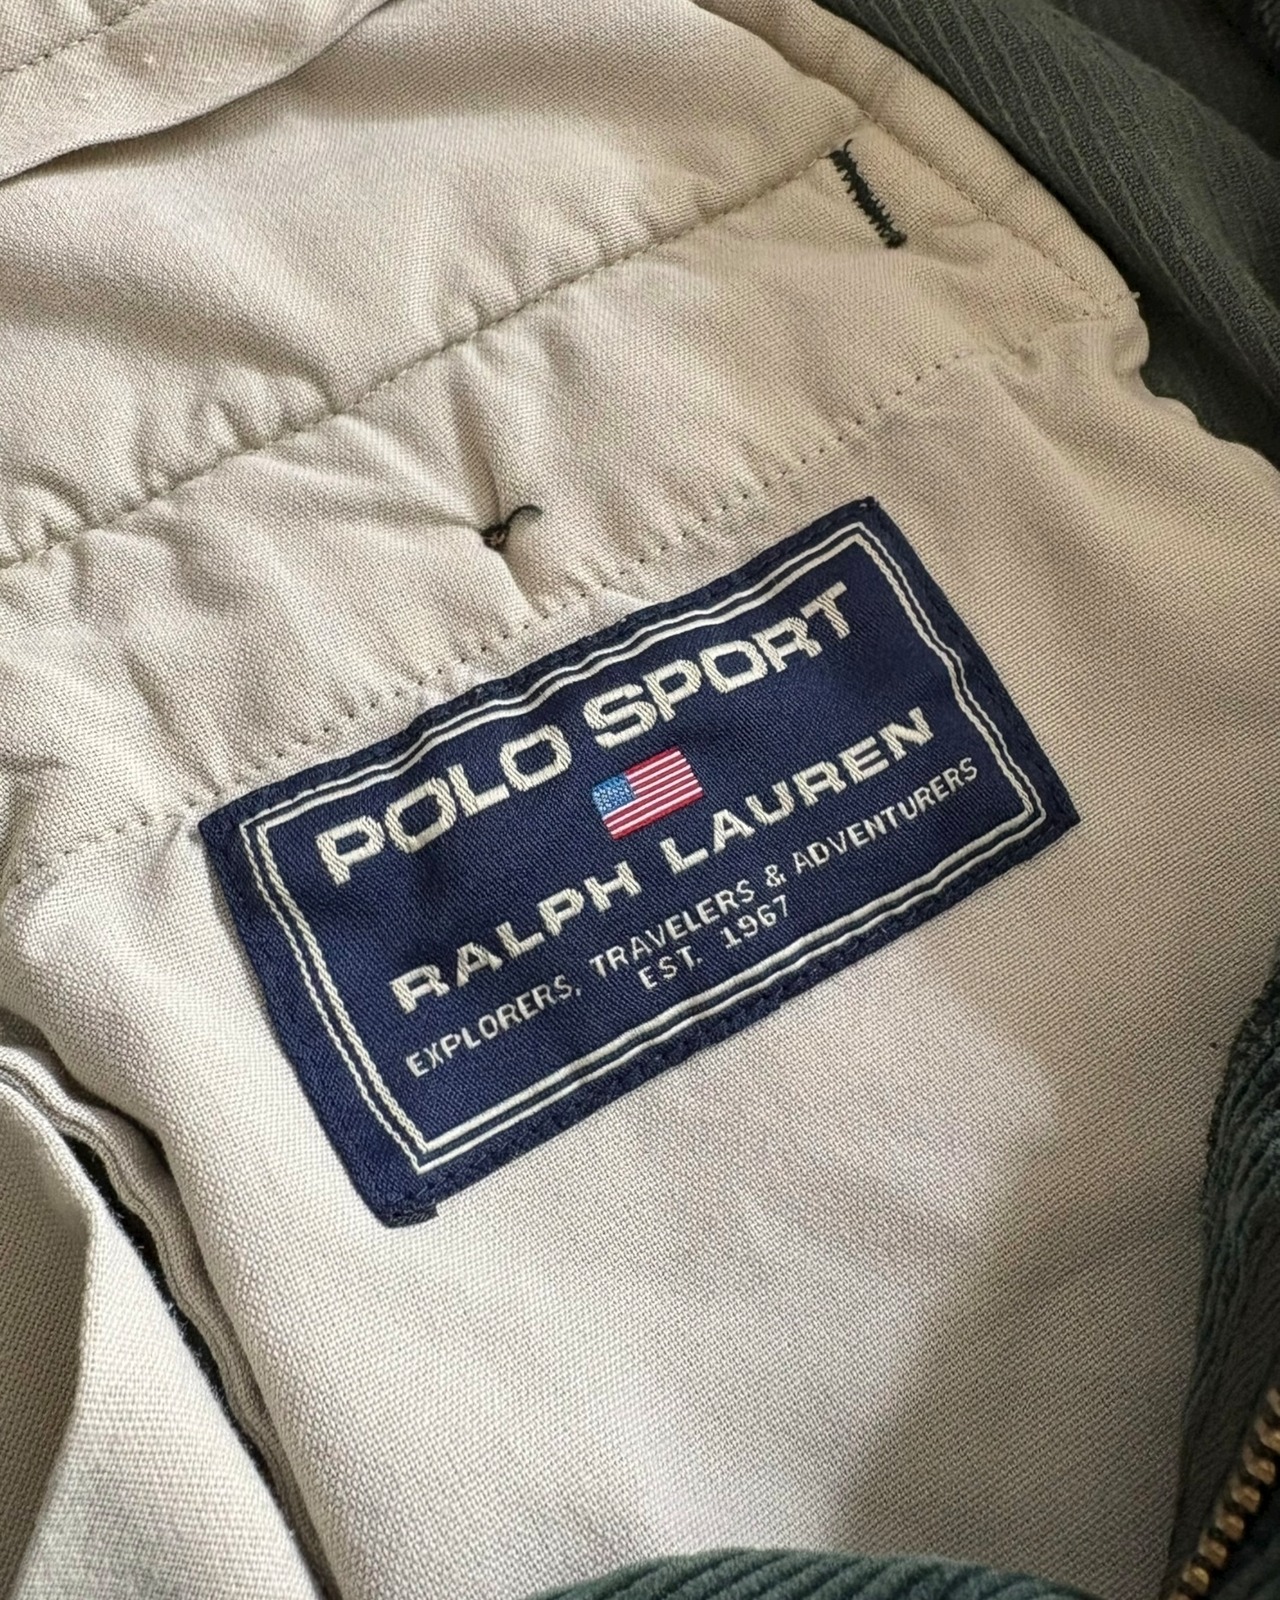 POLO SPORT
RALPH LAUREN
EXPLORERS, TRAVELERS & ADVENTURERS
EST. 1967